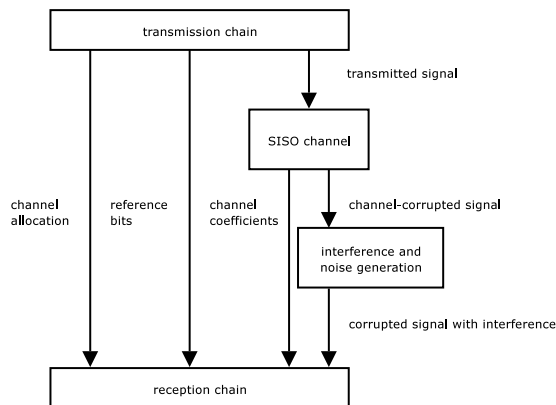 transmission chain
transmitted signal
SISO channel
channel
allocation
reference
bits
channel
coefficients
channel-corrupted signal
interference and
noise generation
corrupted signal with interference
reception chain